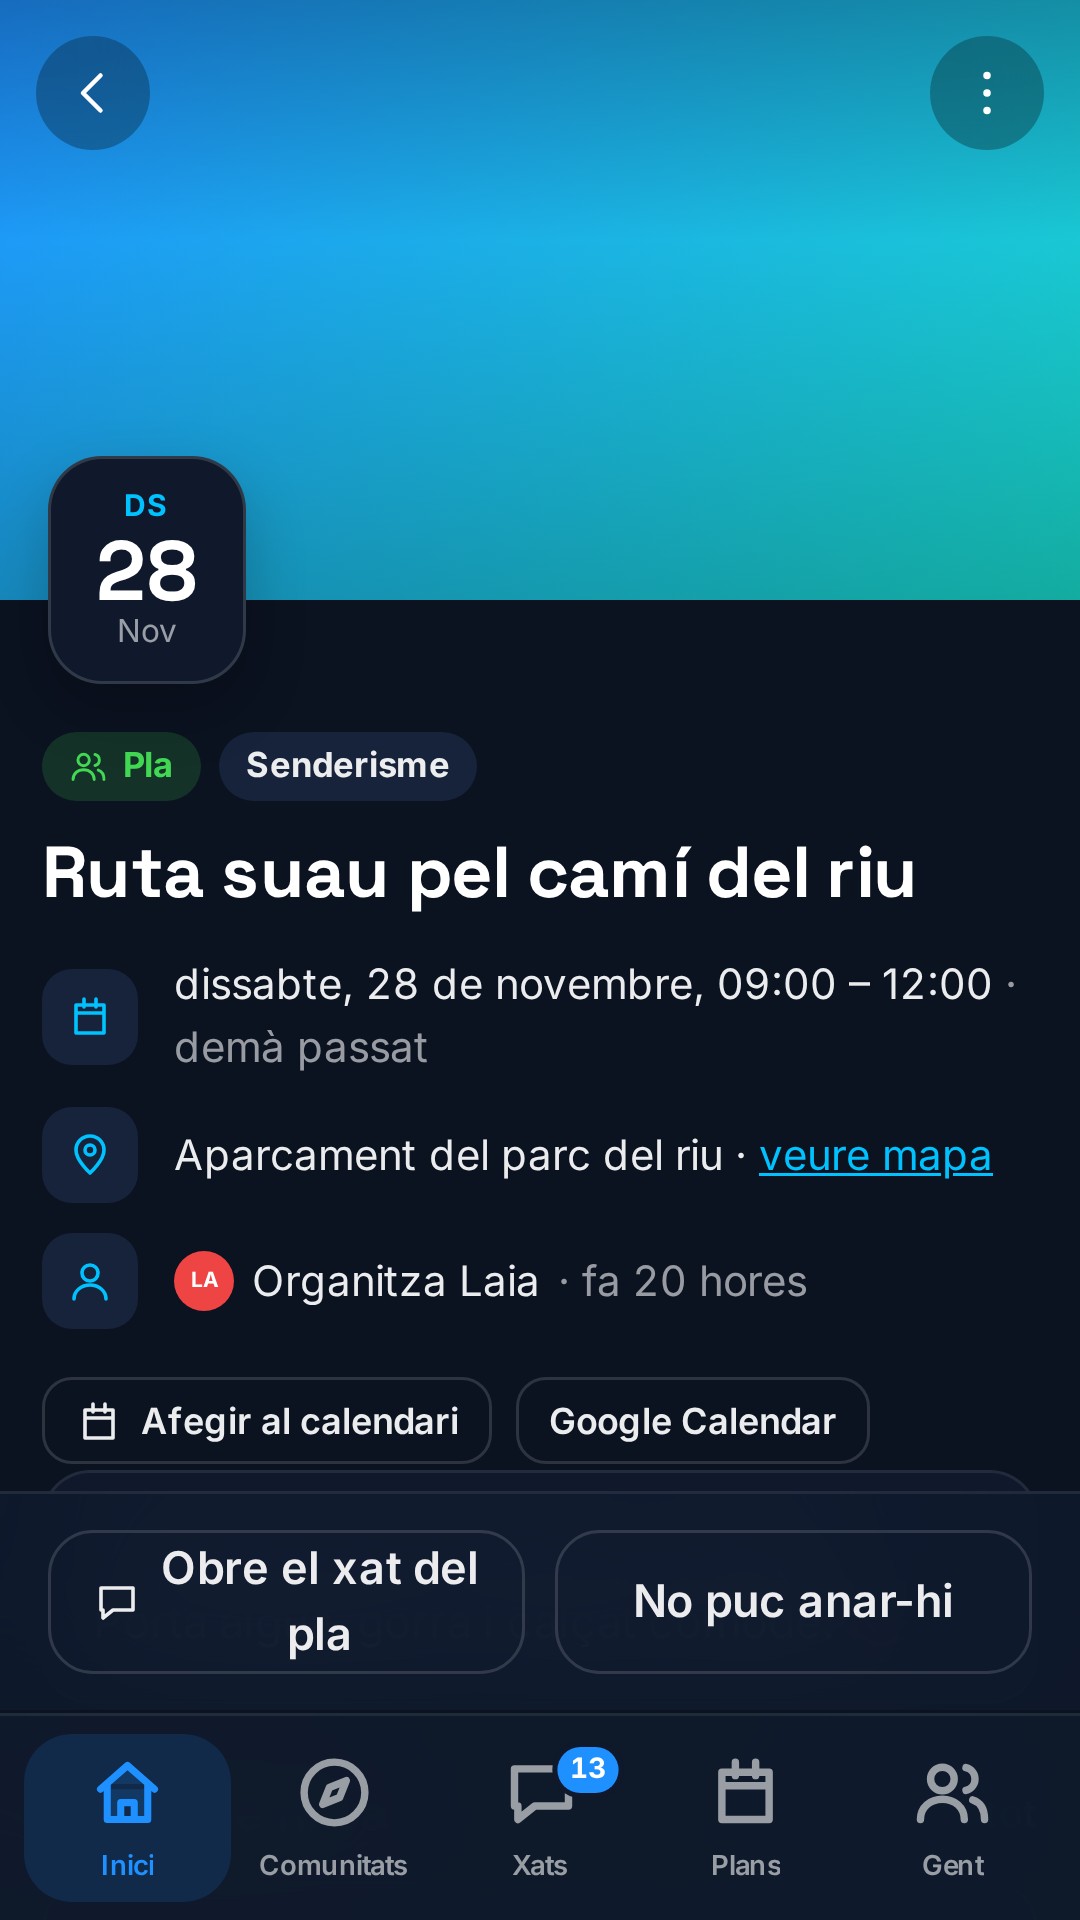 DS
28
Nov
Pla
Senderisme
Ruta suau pel camí del riu
dissabte, 28 de novembre, 09:00 – 12:00 ·
demà passat
Aparcament del parc del riu · veure mapa
LA Organitza Laia · fa 20 hores
Afegir al calendari
Google Calendar
Obre el xat del
pla
No puc anar-hi
13
Inici
Comunitats
Xats
Plans
Gent